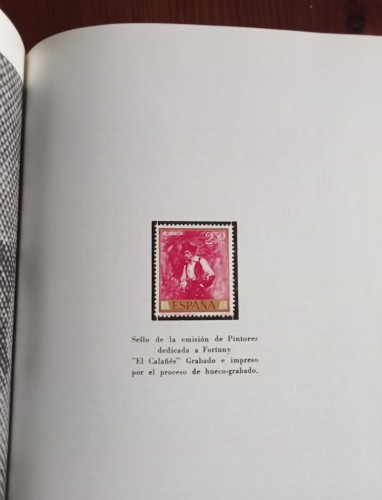 2,50
ESPAÑA
Sello de la emisión de Pintores
dedicada a Fortuny
"El Calañés" Grabado e impreso
por el proceso de hueco-grabado.